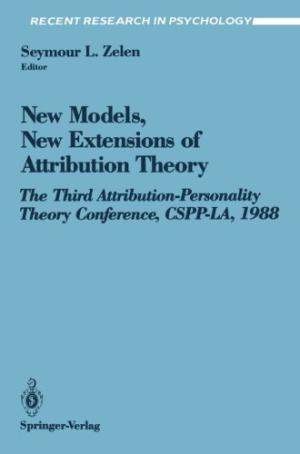 RECENT RESEARCH IN PSYCHOLOGY
Seymour L. Zelen
Editor
New Models,
New Extensions of
Attribution Theory
The Third Attribution-Personality
Theory Conference, CSPP-LA, 1988
Springer-Verlag